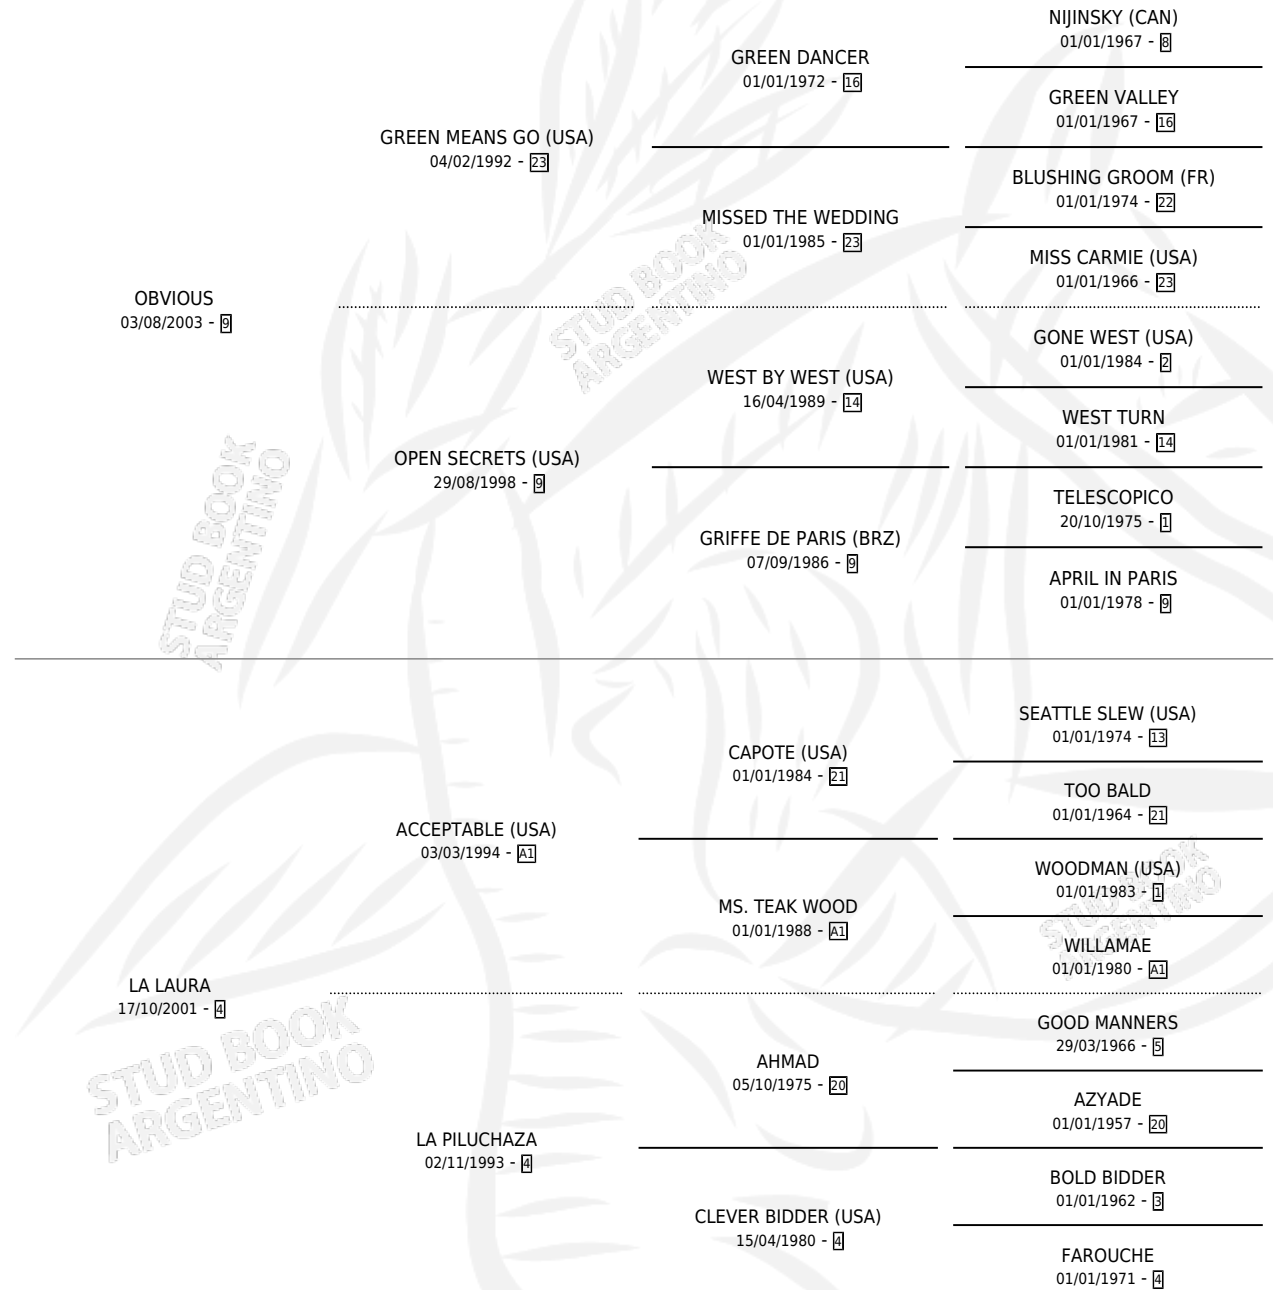 NIJINSKY (CAN)
01/01/1967 - 8
GREEN DANCER
01/01/1972 - 16
GREEN VALLEY
01/01/1967 - 16
GREEN MEANS GO (USA)
04/02/1992 - 23
BLUSHING GROOM (FR)
01/01/1974 - 22
MISSED THE WEDDING
01/01/1985 - 23
MISS CARMIE (USA)
01/01/1966 - 23
OBVIOUS
03/08/2003 - 9
GONE WEST (USA)
01/01/1984 - 2
WEST BY WEST (USA)
16/04/1989 - 14
WEST TURN
01/01/1981 - 14
OPEN SECRETS (USA)
29/08/1998 - 9
TELESCOPICO
20/10/1975 - 1
GRIFFE DE PARIS (BRZ)
07/09/1986 - 9
APRIL IN PARIS
01/01/1978 - 9
SEATTLE SLEW (USA)
01/01/1974 - 13
CAPOTE (USA)
01/01/1984 - 21
TOO BALD
01/01/1964 - 21
ACCEPTABLE (USA)
03/03/1994 - A1
WOODMAN (USA)
01/01/1983 - 1
MS. TEAK WOOD
01/01/1988 - A1
WILLAMAE
01/01/1980 - A1
LA LAURA
17/10/2001 - 4
GOOD MANNERS
29/03/1966 - 5
AHMAD
05/10/1975 - 20
AZYADE
01/01/1957 - 20
LA PILUCHAZA
02/11/1993 - 4
BOLD BIDDER
01/01/1962 - 3
CLEVER BIDDER (USA)
15/04/1980 - 4
FAROUCHE
01/01/1971 - 4
STUD BOOK
ARGENTINO
STUD BOOK
ARGENTINO
STUD BOOK
ARGENTINO
STUD BOOK
ARGENTINO